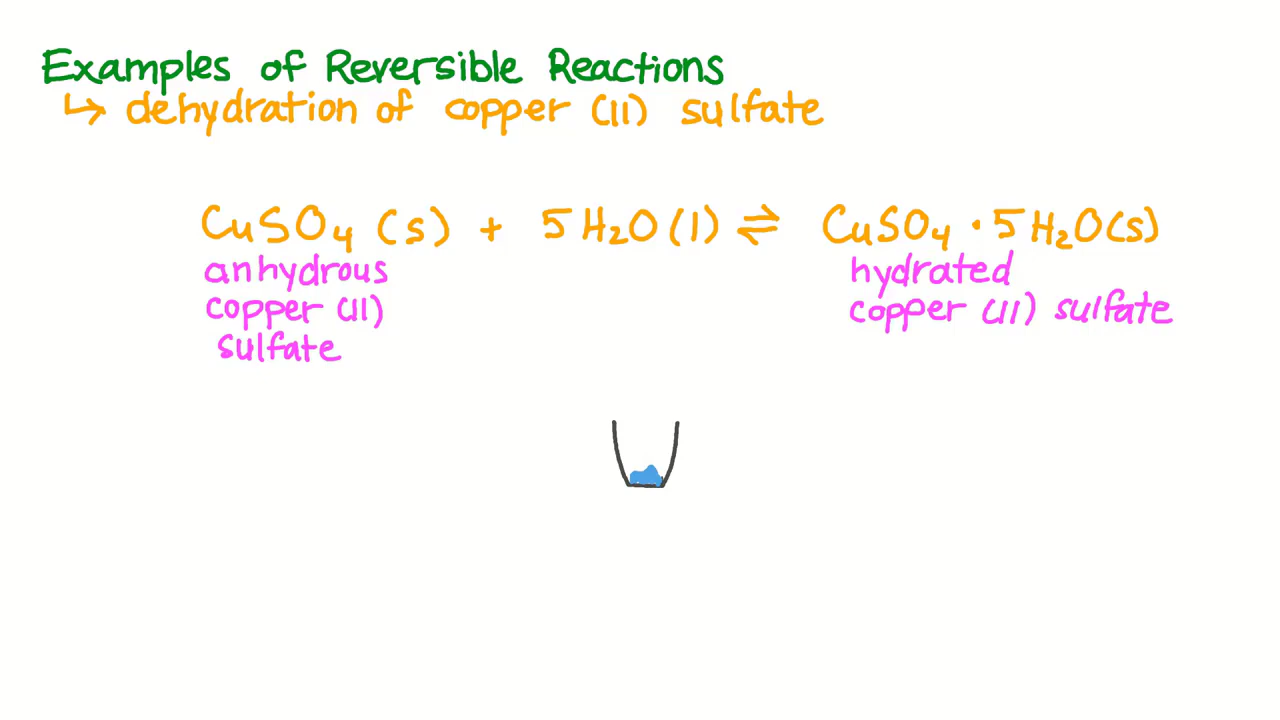 Examples of Reversible Reactions
↳ dehydration of copper (II) sulfate
CuSO₄ (s) + 5H₂O(l) ⇌ CuSO₄ · 5H₂O(s)
anhydrous
copper (II)
sulfate
hydrated
copper (II) sulfate